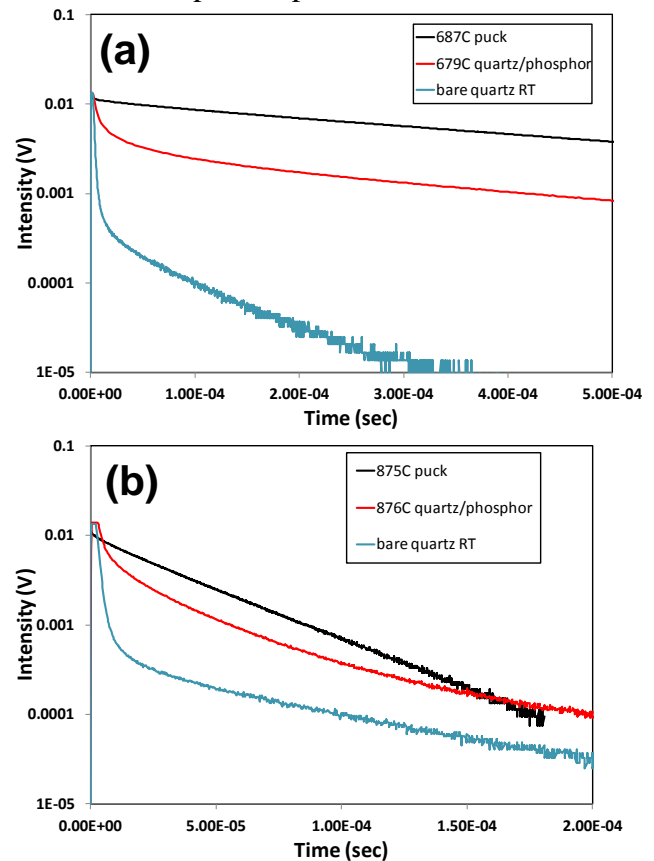 (a)
687C puck
679C quartz/phosphor
bare quartz RT
0.1
0.01
0.001
0.0001
1E-05
Intensity (V)
0.00E+00 1.00E-04 2.00E-04 3.00E-04 4.00E-04 5.00E-04
Time (sec)
(b)
875C puck
876C quartz/phosphor
bare quartz RT
0.1
0.01
0.001
0.0001
1E-05
Intensity (V)
0.00E+00 5.00E-05 1.00E-04 1.50E-04 2.00E-04
Time (sec)